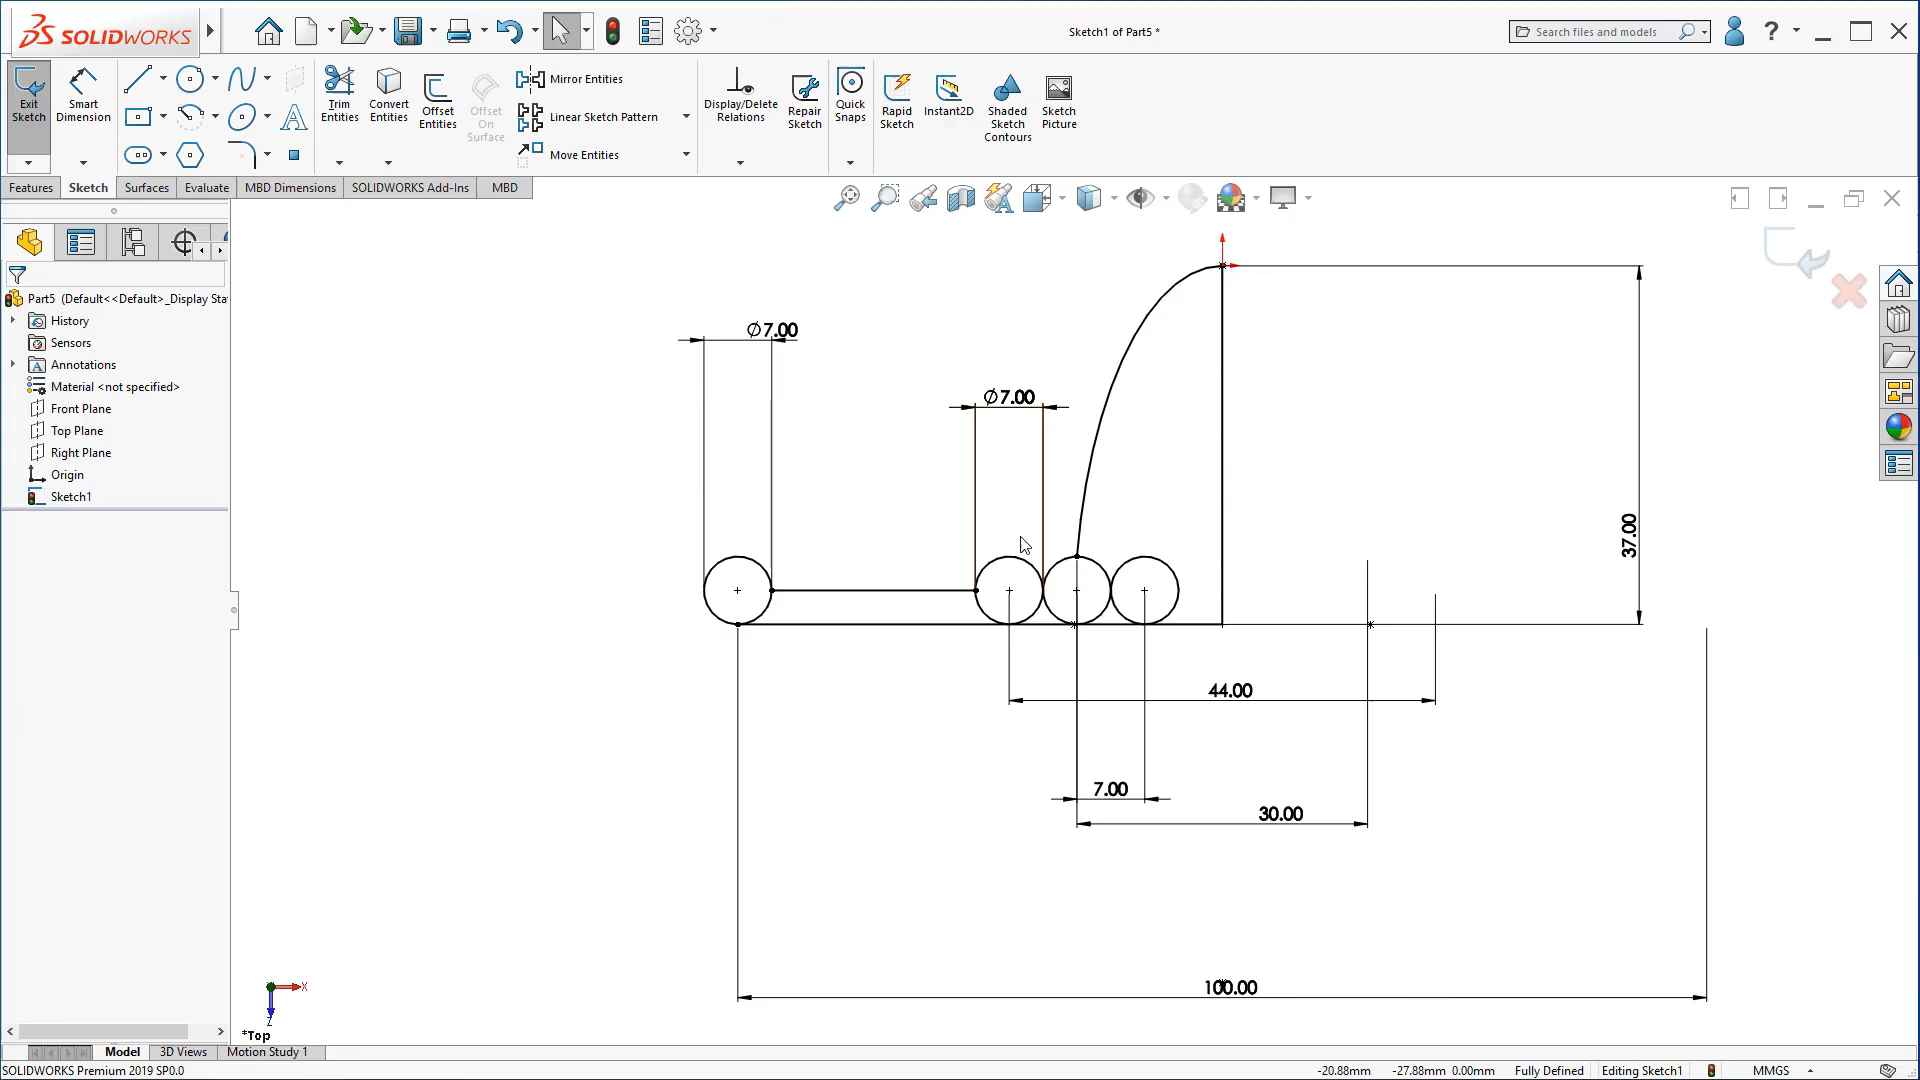 SOLIDWORKS
Sketch1 of Part5 *
Search files and models
Exit Sketch
Smart Dimension
Trim Entities
Convert Entities
Offset Entities
Offset On Surface
Mirror Entities
Linear Sketch Pattern
Move Entities
Display/Delete Relations
Repair Sketch
Quick Snaps
Rapid Sketch
Instant2D
Shaded Sketch Contours
Sketch Picture
Features
Sketch
Surfaces
Evaluate
MBD Dimensions
SOLIDWORKS Add-Ins
MBD
Part5 (Default<<Default>_Display Sta
History
Sensors
Annotations
Material <not specified>
Front Plane
Top Plane
Right Plane
Origin
Sketch1
∅7.00
∅7.00
37.00
44.00
7.00
30.00
100.00
X
Z
*Top
Model
3D Views
Motion Study 1
SOLIDWORKS Premium 2019 SP0.0
-20.88mm
-27.88mm
0.00mm
Fully Defined
Editing Sketch1
MMGS